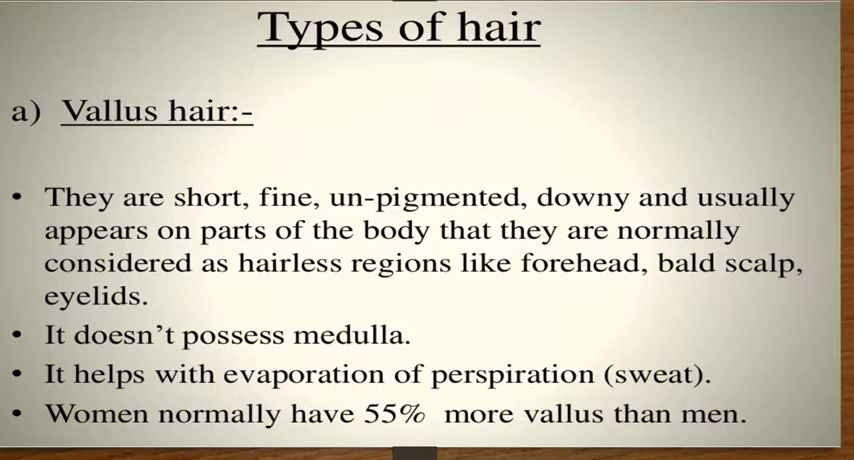 Types of hair
a) Vallus hair:-
• They are short, fine, un-pigmented, downy and usually
appears on parts of the body that they are normally
considered as hairless regions like forehead, bald scalp,
eyelids.
• It doesn't possess medulla.
• It helps with evaporation of perspiration (sweat).
• Women normally have 55% more vallus than men.